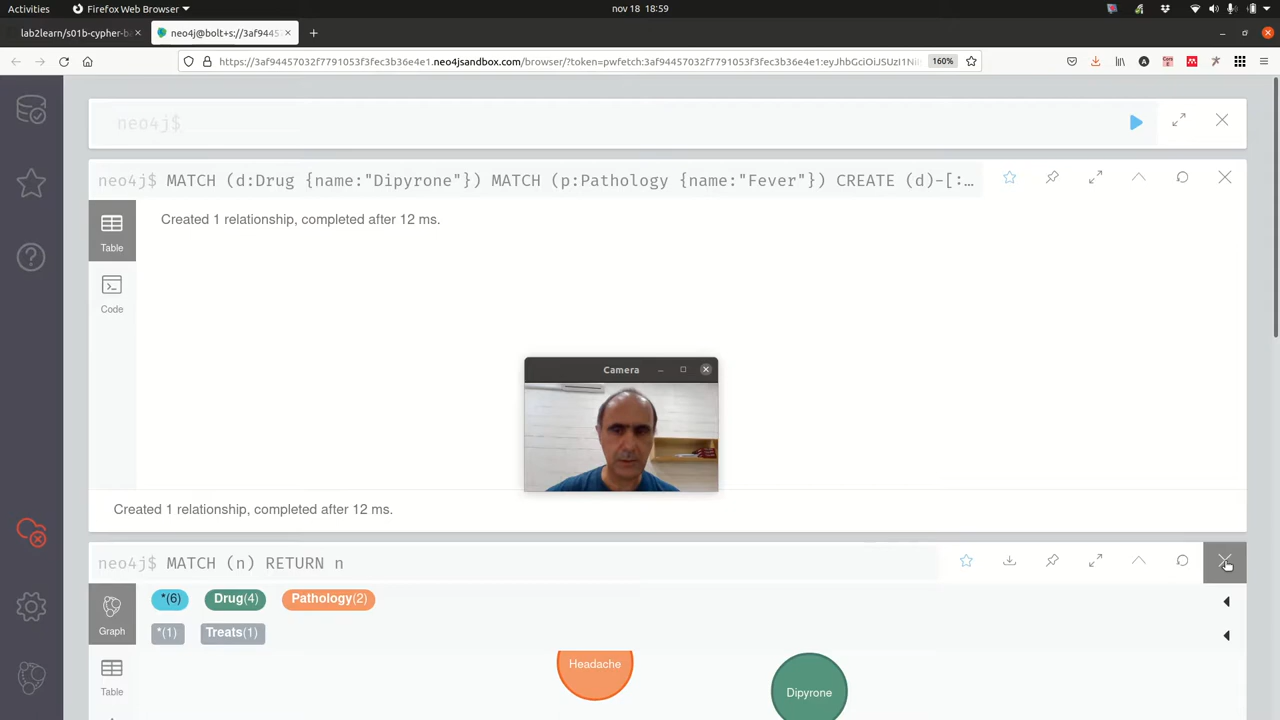 Activities
Firefox Web Browser
nov 18 18:59
lab2learn/s01b-cypher-ba
neo4j@bolt+s://3af9445
https://3af94457032f7791053f3fec3b36e4e1.neo4jsandbox.com/browser/?token=pwfetch:3af94457032f7791053f3fec3b36e4e1:eyJhbGciOiJSUzI1Ni
160%
neo4j$
neo4j$ MATCH (d:Drug {name:"Dipyrone"}) MATCH (p:Pathology {name:"Fever"}) CREATE (d)-[:…
Table
Created 1 relationship, completed after 12 ms.
Code
Camera
Created 1 relationship, completed after 12 ms.
neo4j$ MATCH (n) RETURN n
Graph
*(6) Drug(4) Pathology(2)
*(1) Treats(1)
Table
Headache
Dipyrone